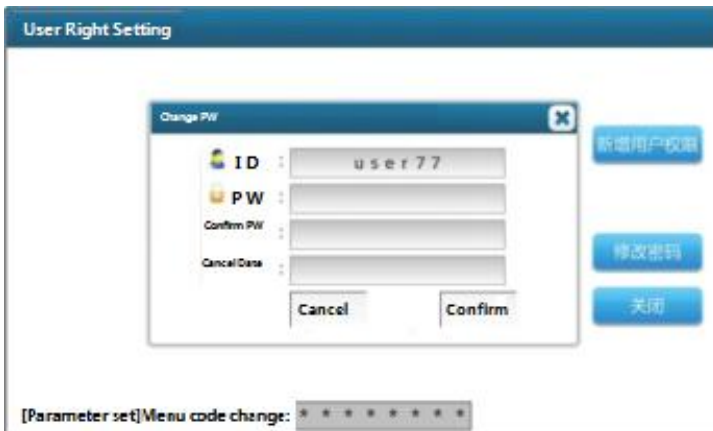 User Right Setting
Change PW
ID : user77
PW :
Confirm PW :
Cancel Date :
Cancel Confirm
新增用户权限
修改密码
关闭
[Parameter set]Menu code change: * * * * * * * *